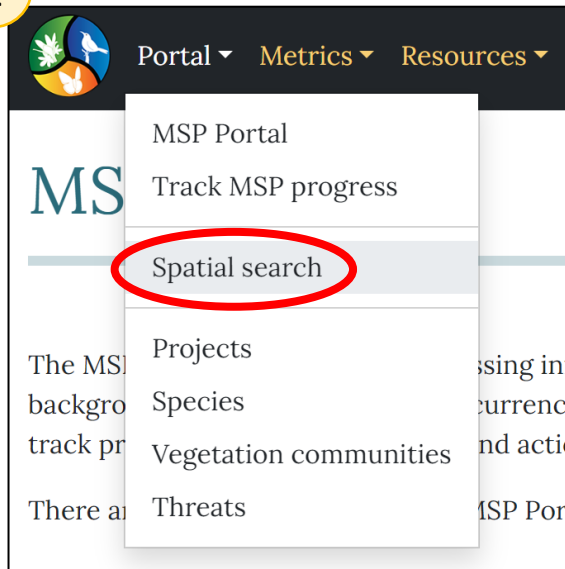 Portal Metrics Resources
MSP Portal
MS
Track MSP progress
Spatial search
Projects
The MS ssing in
backgro Species currenc
track pr Vegetation communities nd acti
There a Threats MSP Por